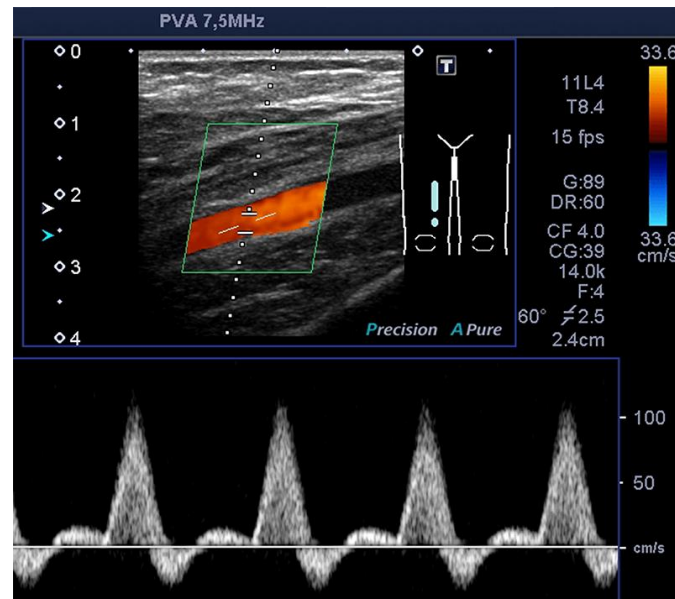 PVA 7,5MHz
0
1
2
3
4
T
33.6
11L4
T8.4
15 fps
G:89
DR:60
CF 4.0
CG:39
14.0k
F:4
60° 2.5
2.4cm
33.6
cm/s
Precision A Pure
100
50
cm/s